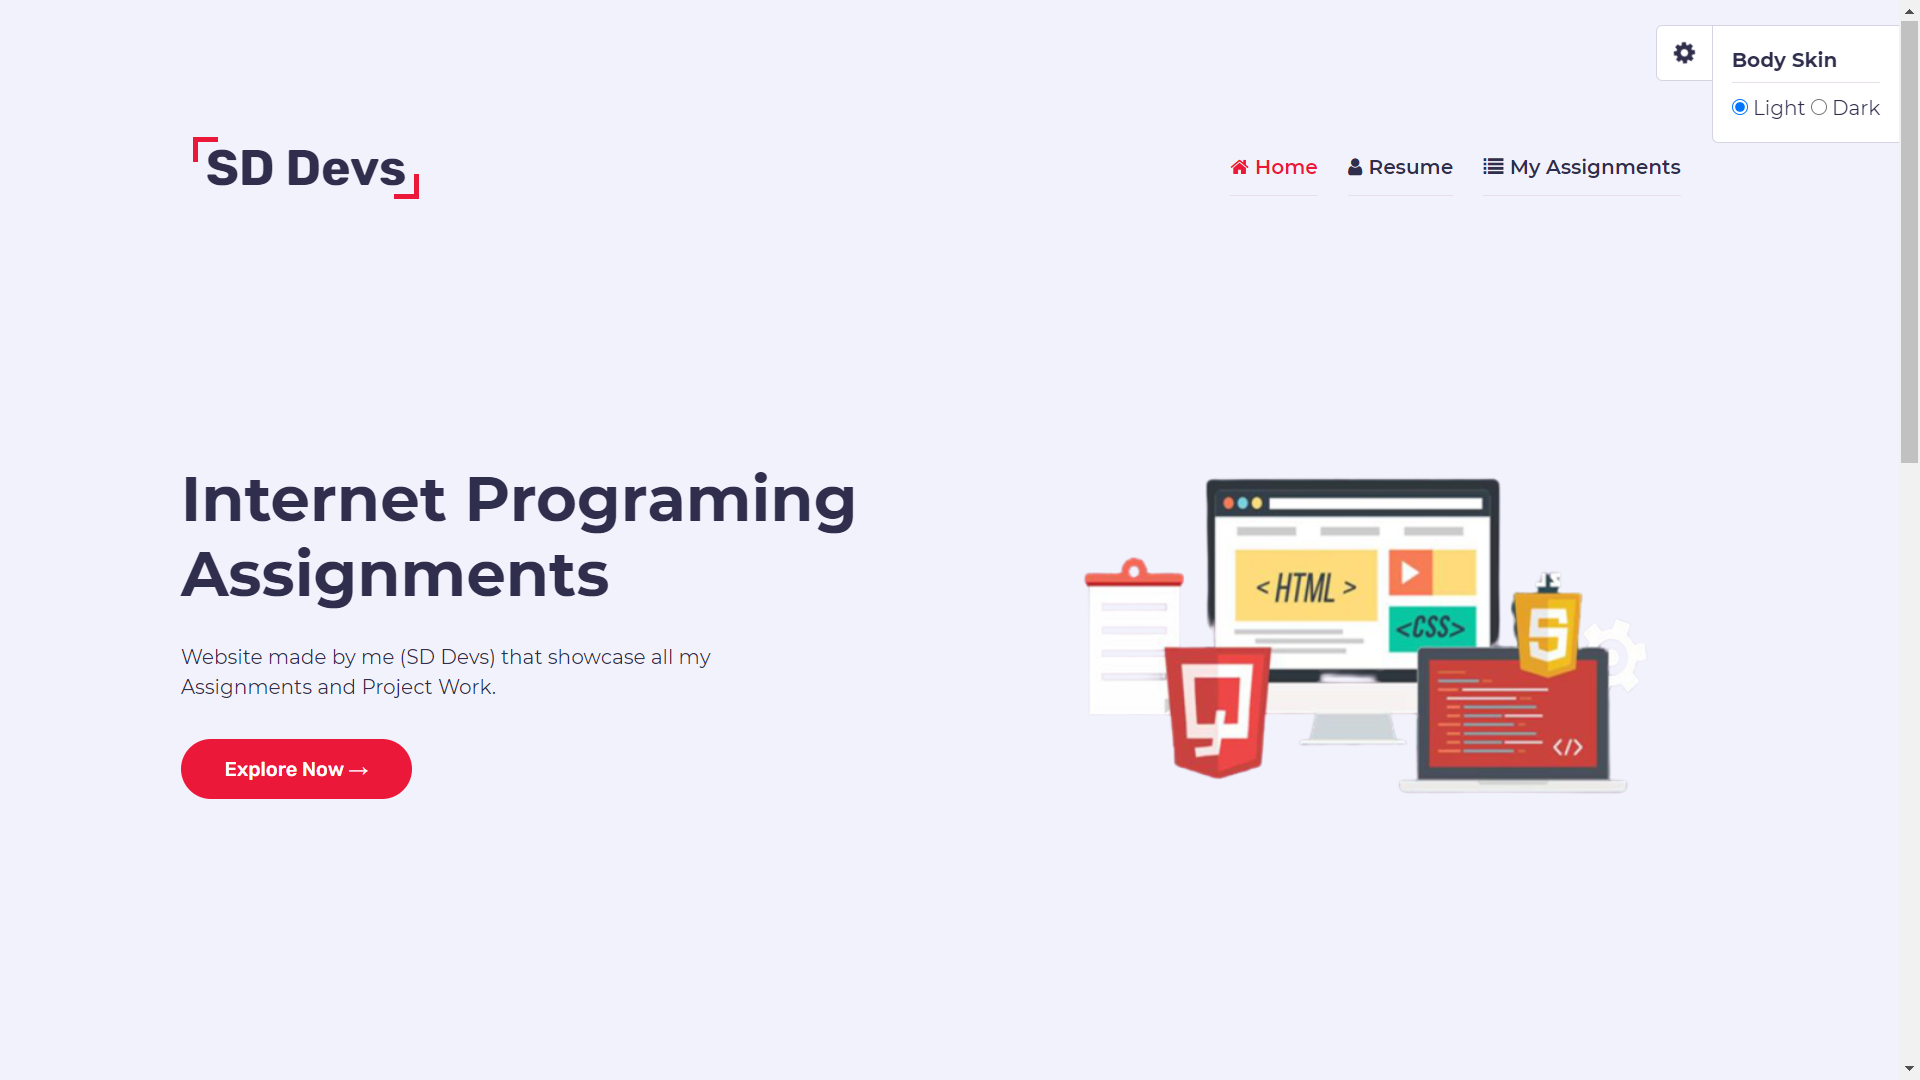 Body Skin
Light Dark
SD Devs
Home Resume My Assignments
Internet Programing
Assignments
Website made by me (SD Devs) that showcase all my
Assignments and Project Work.
Explore Now →
< HTML >
<CSS>
</>